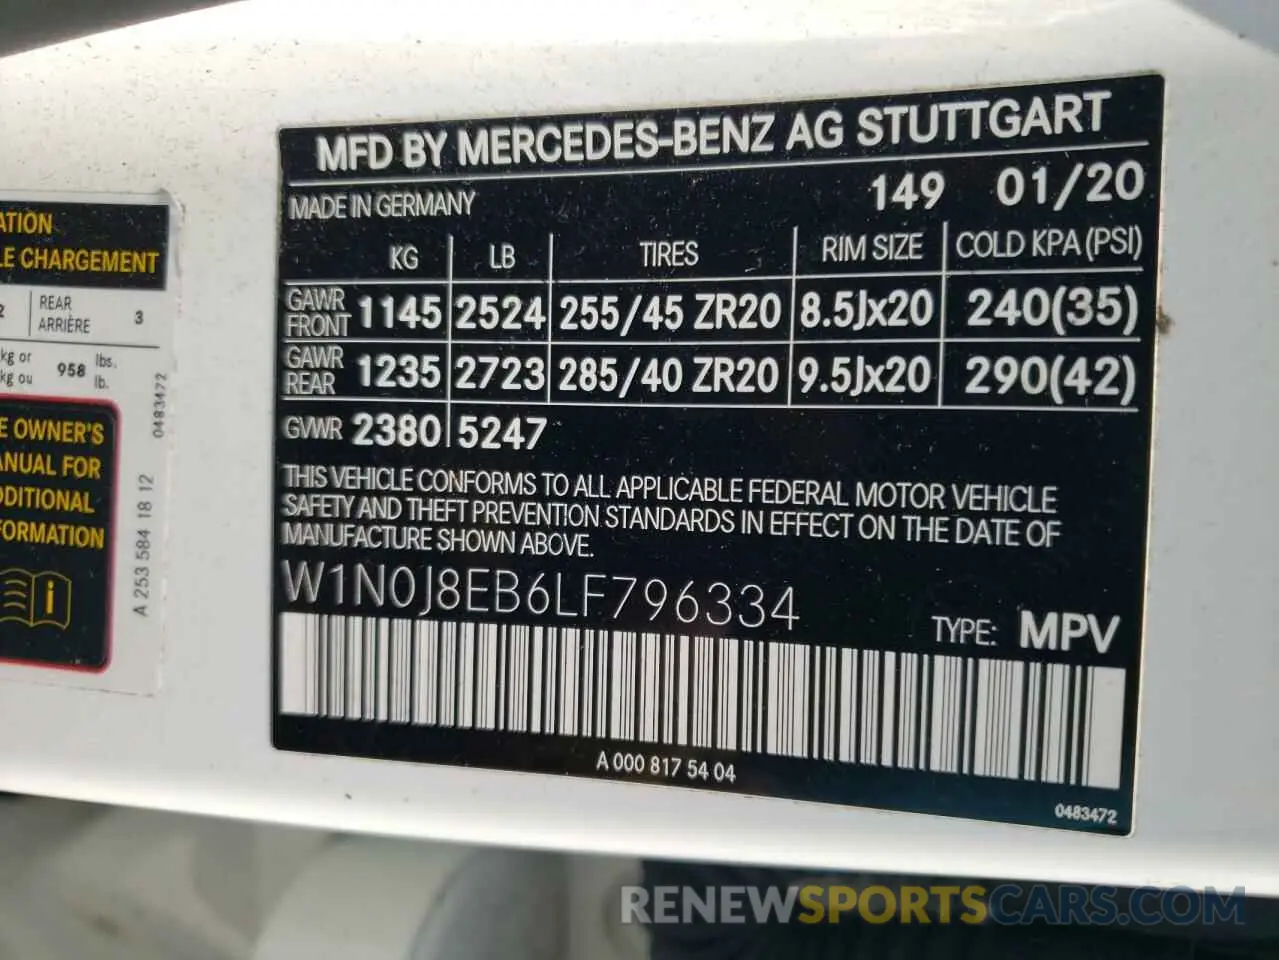 ATION
LE CHARGEMENT
2 REAR ARRIÈRE 3
kg or
kg ou 958 lbs. lb.
E OWNER'S
ANUAL FOR
DDITIONAL
FORMATION
i
A 253 584 18 12 0483472
MFD BY MERCEDES-BENZ AG STUTTGART
MADE IN GERMANY 149 01/20
KG LB TIRES RIM SIZE COLD KPA (PSI)
GAWR FRONT 1145 2524 255/45 ZR20 8.5Jx20 240(35)
GAWR REAR 1235 2723 285/40 ZR20 9.5Jx20 290(42)
GVWR 2380 5247
THIS VEHICLE CONFORMS TO ALL APPLICABLE FEDERAL MOTOR VEHICLE
SAFETY AND THEFT PREVENTION STANDARDS IN EFFECT ON THE DATE OF
MANUFACTURE SHOWN ABOVE.
W1N0J8EB6LF796334
TYPE: MPV
A 000 817 54 04
0483472
RENEWSPORTSCARS.COM